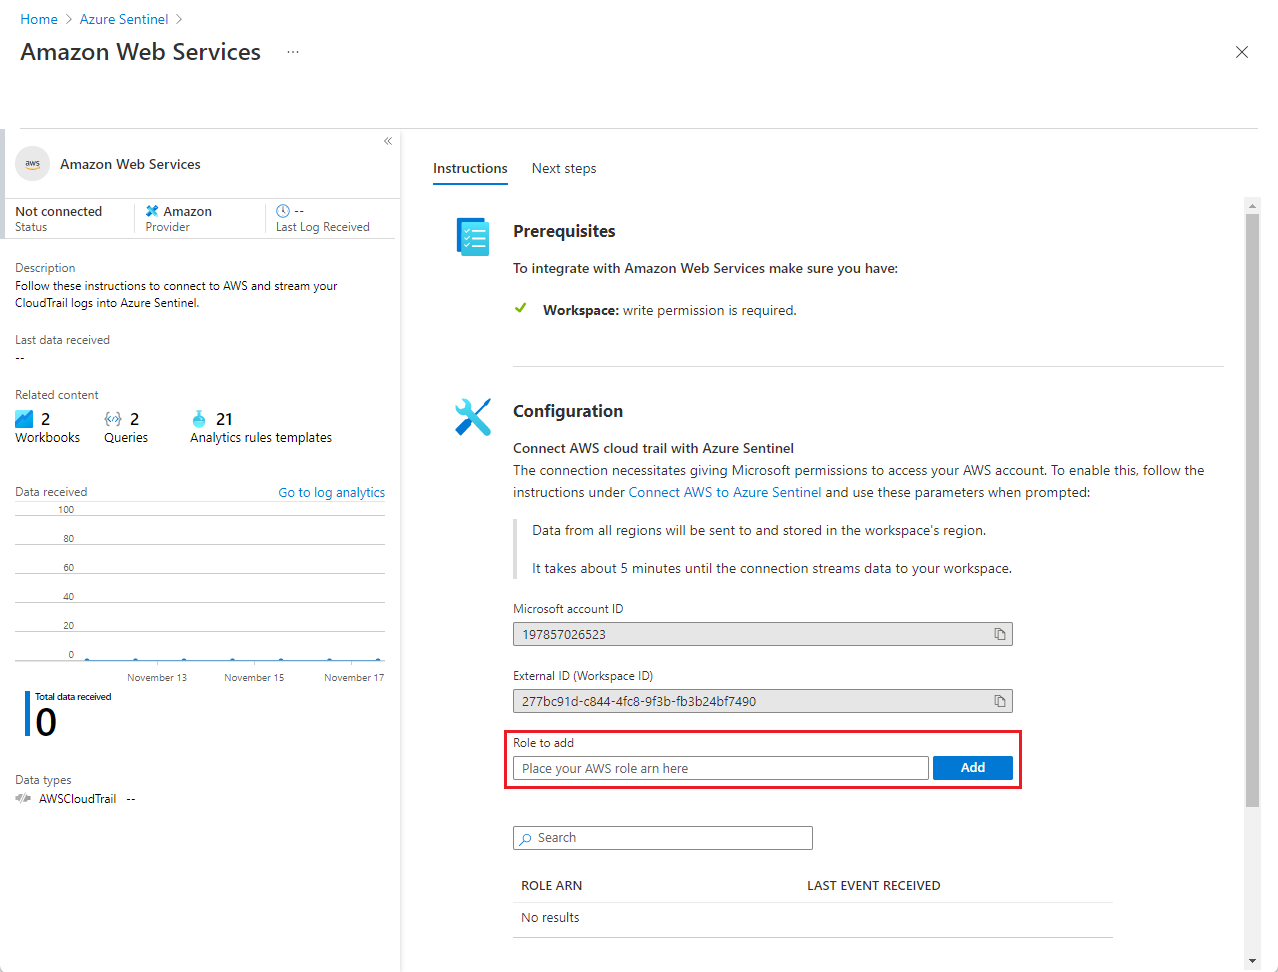 Home > Azure Sentinel >
Amazon Web Services ...
«
aws
Amazon Web Services
Not connected
Status
Amazon
Provider
--
Last Log Received
Description
Follow these instructions to connect to AWS and stream your
CloudTrail logs into Azure Sentinel.
Last data received
--
Related content
2
Workbooks
2
Queries
21
Analytics rules templates
Data received
Go to log analytics
100
80
60
40
20
0
November 13
November 15
November 17
Total data received
0
Data types
AWSCloudTrail --
Instructions
Next steps
Prerequisites
To integrate with Amazon Web Services make sure you have:
Workspace: write permission is required.
Configuration
Connect AWS cloud trail with Azure Sentinel
The connection necessitates giving Microsoft permissions to access your AWS account. To enable this, follow the
instructions under Connect AWS to Azure Sentinel and use these parameters when prompted:
Data from all regions will be sent to and stored in the workspace's region.
It takes about 5 minutes until the connection streams data to your workspace.
Microsoft account ID
197857026523
External ID (Workspace ID)
277bc91d-c844-4fc8-9f3b-fb3b24bf7490
Role to add
Place your AWS role arn here
Add
Search
ROLE ARN
LAST EVENT RECEIVED
No results